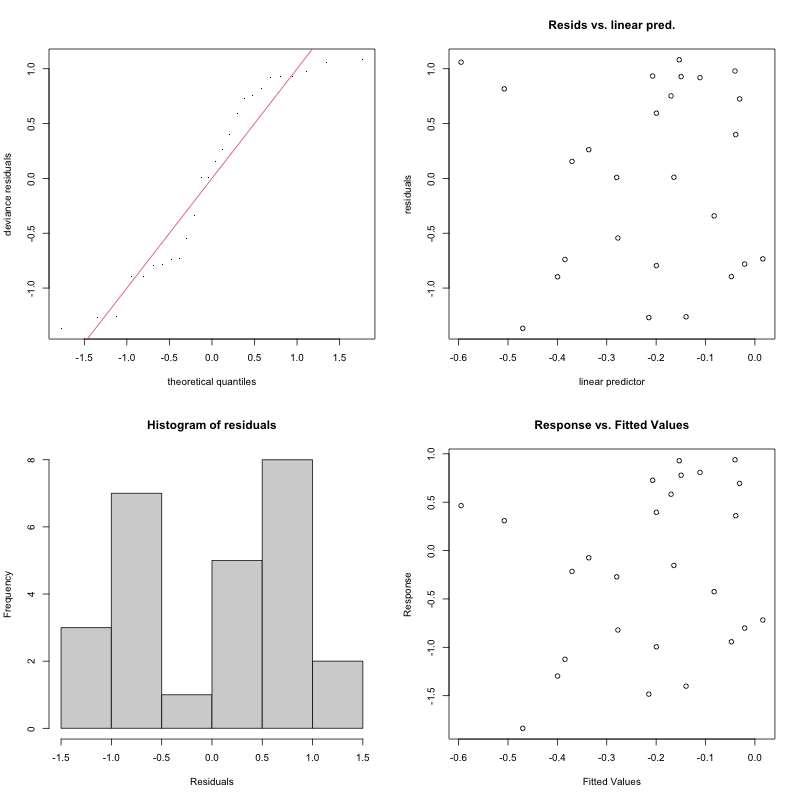 1.0
0.5
0.0
-0.5
-1.0
deviance residuals
-1.5 -1.0 -0.5 0.0 0.5 1.0 1.5
theoretical quantiles
Resids vs. linear pred.
1.0
0.5
0.0
-0.5
-1.0
residuals
-0.6 -0.5 -0.4 -0.3 -0.2 -0.1 0.0
linear predictor
Histogram of residuals
8
6
4
2
0
Frequency
-1.5 -1.0 -0.5 0.0 0.5 1.0 1.5
Residuals
Response vs. Fitted Values
1.0
0.5
0.0
-0.5
-1.0
-1.5
Response
-0.6 -0.5 -0.4 -0.3 -0.2 -0.1 0.0
Fitted Values